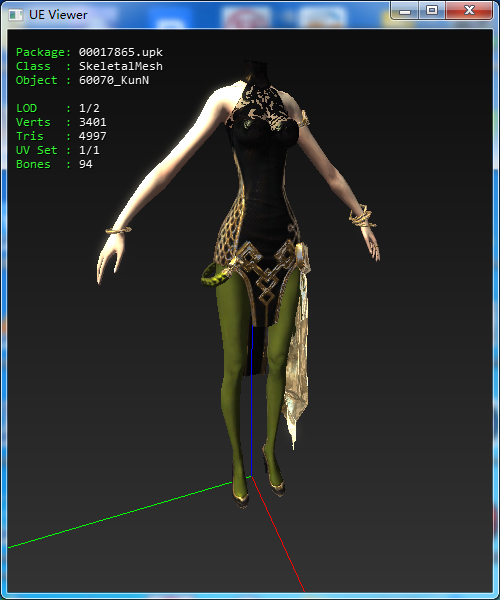 UE Viewer
Package: 00017865.upk
Class : SkeletalMesh
Object : 60070_KunN
LOD : 1/2
Verts : 3401
Tris : 4997
UV Set : 1/1
Bones : 94